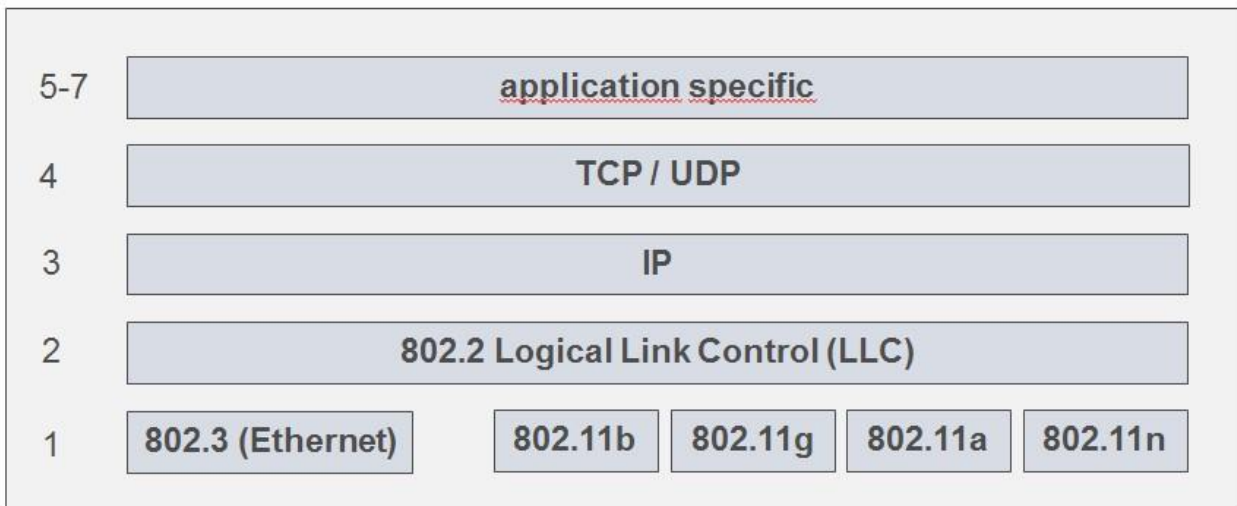 5-7 application specific
4 TCP / UDP
3 IP
2 802.2 Logical Link Control (LLC)
1 802.3 (Ethernet) 802.11b 802.11g 802.11a 802.11n